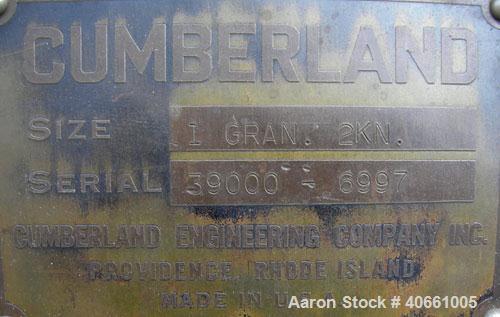 CUMBERLAND
SIZE 1 GRAN. 2KN.
SERIAL 39000 - 6997
CUMBERLAND ENGINEERING COMPANY INC.
PROVIDENCE, RHODE ISLAND
MADE IN U.S.A.
Aaron Stock # 40661005